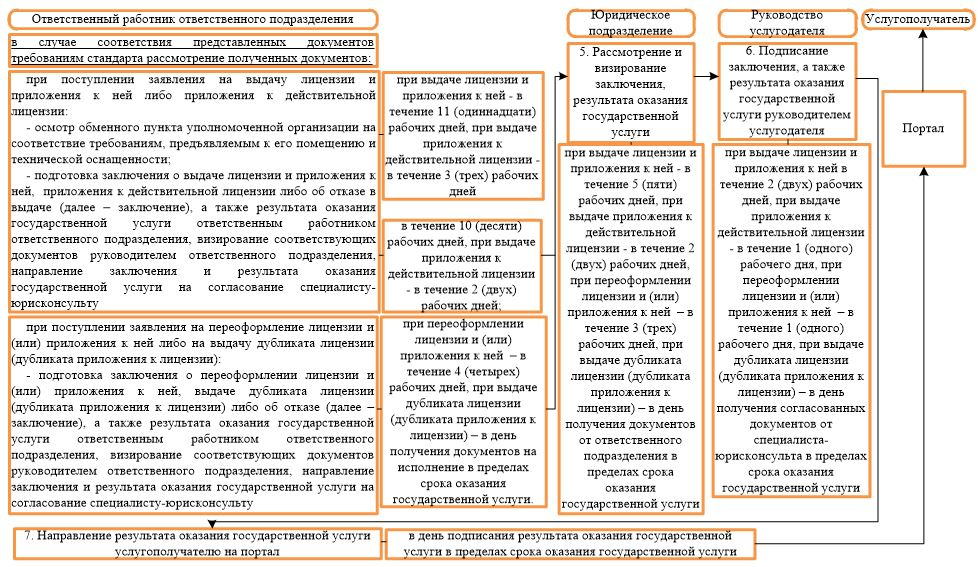 Ответственный работник ответственного подразделения
Юридическое
подразделение
Руководство
услугодателя
Услугополучатель
в случае соответствия представленных документов
требованиям стандарта рассмотрение полученных документов:
при поступлении заявления на выдачу лицензии и
приложения к ней либо приложения к действительной
лицензии:
- осмотр обменного пункта уполномоченной организации на
соответствие требованиям, предъявляемым к его помещению и
технической оснащенности;
- подготовка заключения о выдаче лицензии и приложения к
ней, приложения к действительной лицензии либо об отказе в
выдаче (далее – заключение), а также результата оказания
государственной услуги ответственным работником
ответственного подразделения, визирование соответствующих
документов руководителем ответственного подразделения,
направление заключения и результата оказания
государственной услуги на согласование специалисту-
юрисконсульту
при выдаче лицензии и
приложения к ней - в
течение 11 (одиннадцати)
рабочих дней, при выдаче
приложения к
действительной лицензии -
в течение 3 (трех) рабочих
дней
в течение 10 (десяти)
рабочих дней, при выдаче
приложения к
действительной лицензии
- в течение 2 (двух)
рабочих дней;
при поступлении заявления на переоформление лицензии и
(или) приложения к ней либо на выдачу дубликата лицензии
(дубликата приложения к лицензии):
- подготовка заключения о переоформлении лицензии и
(или) приложения к ней, выдаче дубликата лицензии
(дубликата приложения к лицензии) либо об отказе (далее –
заключение), а также результата оказания государственной
услуги ответственным работником ответственного
подразделения, визирование соответствующих документов
руководителем ответственного подразделения, направление
заключения и результата оказания государственной услуги на
согласование специалисту-юрисконсульту
при переоформлении
лицензии и (или)
приложения к ней – в
течение 4 (четырех)
рабочих дней, при выдаче
дубликата лицензии
(дубликата приложения к
лицензии) – в день
получения документов на
исполнение в пределах
срока оказания
государственной услуги.
5. Рассмотрение и
визирование
заключения,
результата оказания
государственной
услуги
при выдаче лицензии и
приложения к ней - в
течение 5 (пяти)
рабочих дней, при
выдаче приложения к
действительной
лицензии - в течение 2
(двух) рабочих дней,
при переоформлении
лицензии и (или)
приложения к ней – в
течение 3 (трех)
рабочих дней, при
выдаче дубликата
лицензии (дубликата
приложения к
лицензии) – в день
получения документов
от ответственного
подразделения в
пределах срока
оказания
государственной услуги
6. Подписание
заключения, а также
результата оказания
государственной
услуги руководителем
услугодателя
при выдаче лицензии и
приложения к ней в
течение 2 (двух) рабочих
дней, при выдаче
приложения к
действительной лицензии
- в течение 1 (одного)
рабочего дня, при
переоформлении
лицензии и (или)
приложения к ней – в
течение 1 (одного)
рабочего дня, при выдаче
дубликата лицензии
(дубликата приложения к
лицензии) – в день
получения согласованных
документов от
специалиста-
юрисконсульта в пределах
срока оказания
государственной услуги
Портал
7. Направление результата оказания государственной услуги
услугополучателю на портал
в день подписания результата оказания государственной
услуги в пределах срока оказания государственной услуги